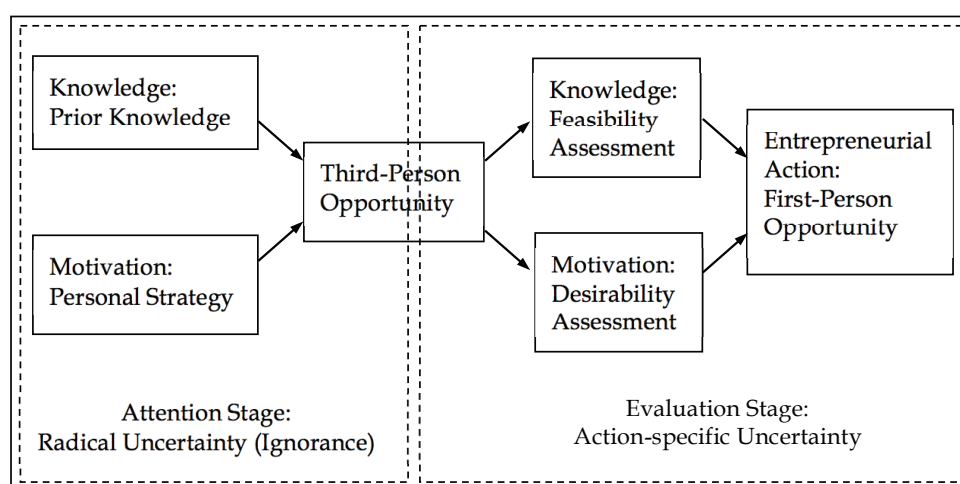 Knowledge:
Prior Knowledge
Motivation:
Personal Strategy
Third-Person
Opportunity
Knowledge:
Feasibility
Assessment
Motivation:
Desirability
Assessment
Entrepreneurial
Action:
First-Person
Opportunity
Attention Stage:
Radical Uncertainty (Ignorance)
Evaluation Stage:
Action-specific Uncertainty